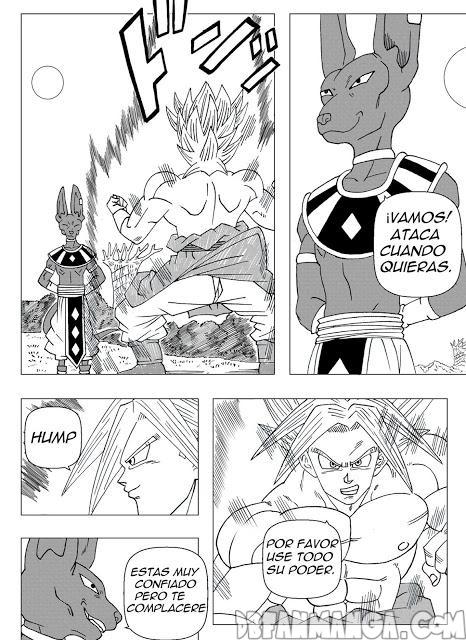 ドドン
¡VAMOS!
ATACA
CUANDO
QUIERAS.
HUMP
POR FAVOR
USE TODO
SU PODER.
ESTAS MUY
CONFIADO
PERO TE
COMPLACERE
DBFANMANGA.COM